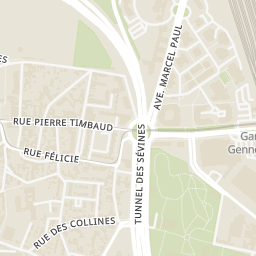 AVE. MARCEL PAUL
RUE PIERRE TIMBAUD
Gar
Genne
RUE FÉLICIE
TUNNEL DES SÉVINES
RUE DES COLLINES